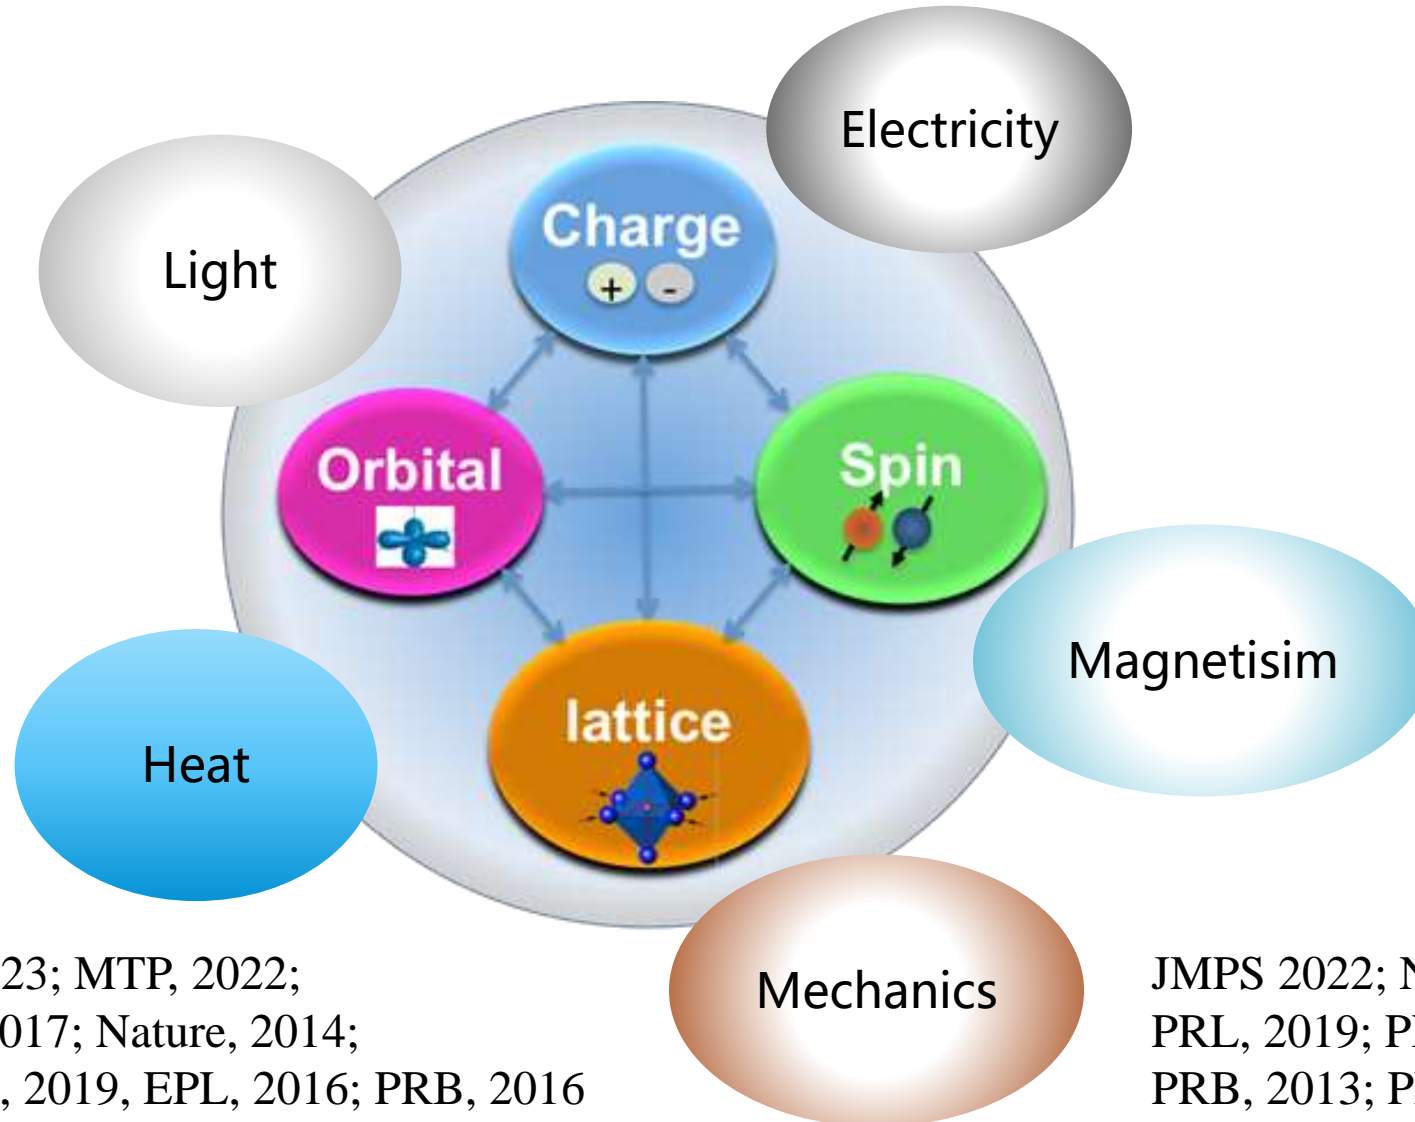 Electricity
Light
Charge
+ -
Orbital
Spin
Magnetisim
lattice
Heat
Mechanics
23; MTP, 2022;
017; Nature, 2014;
, 2019, EPL, 2016; PRB, 2016
JMPS 2022;
PRL, 2019;
PRB, 2013;